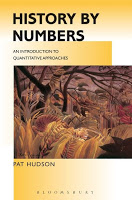 HISTORY BY
NUMBERS
AN INTRODUCTION TO
QUANTITATIVE APPROACHES
PAT HUDSON
BLOOMSBURY